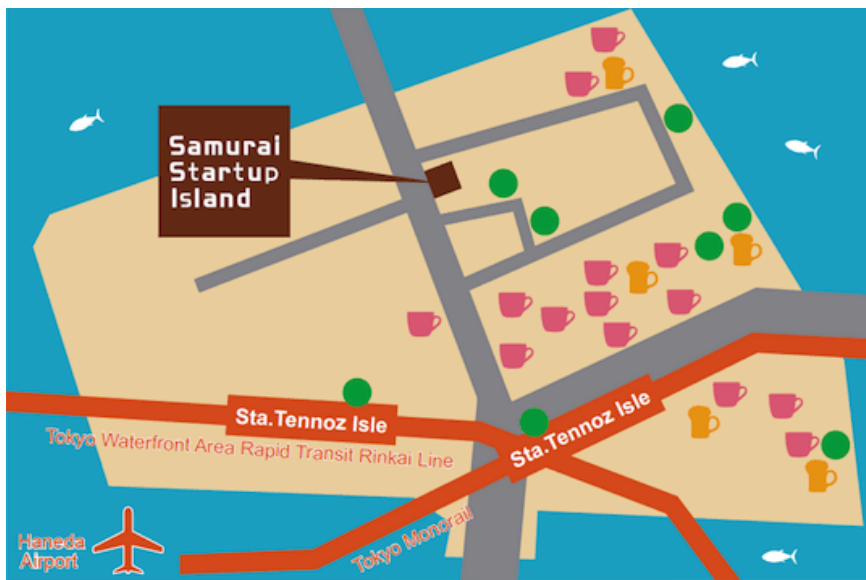 Samurai
Startup
Island
Sta.Tennoz Isle
Sta.Tennoz Isle
Tokyo Waterfront Area Rapid Transit Rinkai Line
Tokyo Monorail
Haneda
Airport